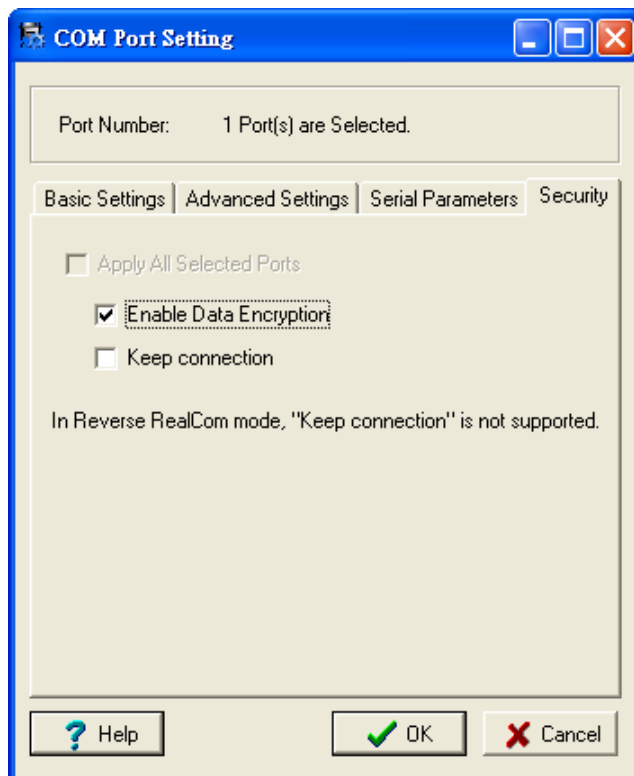 COM Port Setting
Port Number: 1 Port(s) are Selected.
Basic Settings Advanced Settings Serial Parameters Security
Apply All Selected Ports
Enable Data Encryption
Keep connection
In Reverse RealCom mode, "Keep connection" is not supported.
? Help OK Cancel